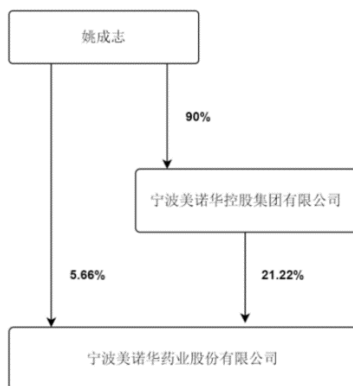 姚成志
90%
宁波美诺华控股集团有限公司
5.66%
21.22%
宁波美诺华药业股份有限公司